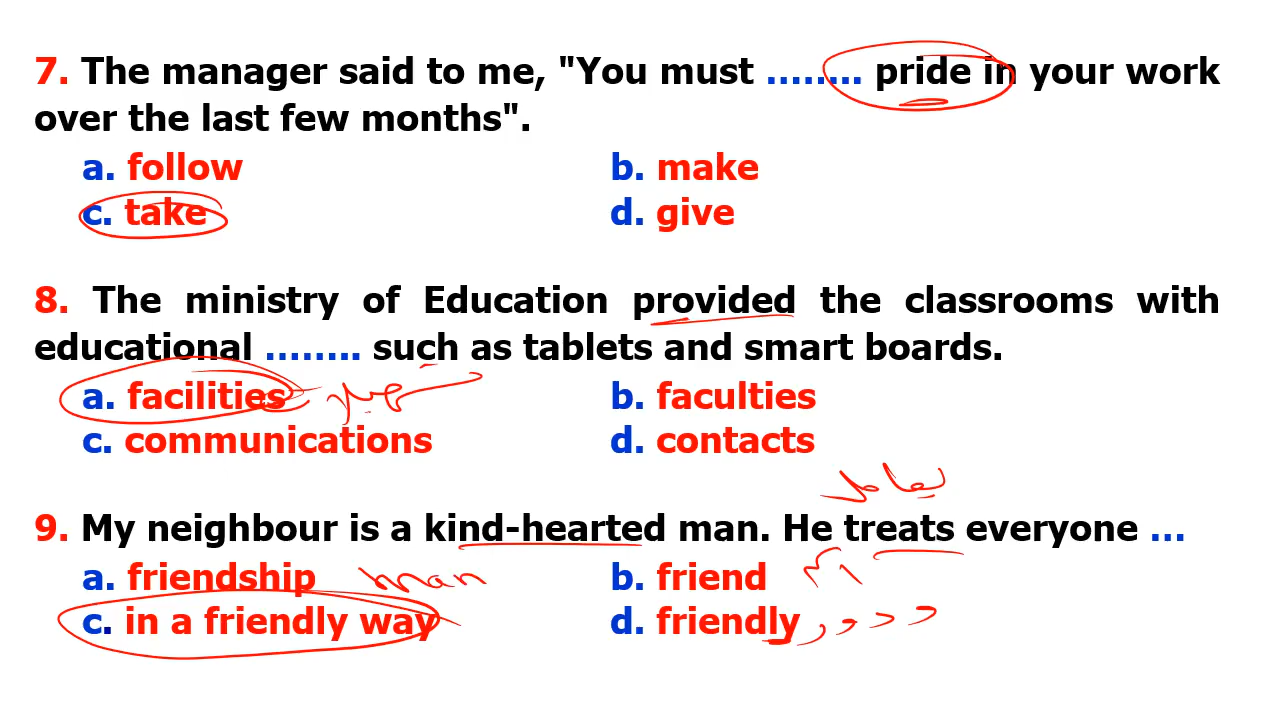 7. The manager said to me, "You must ........ pride in your work
over the last few months".
a. follow b. make
c. take d. give
8. The ministry of Education provided the classrooms with
educational ........ such as tablets and smart boards.
a. facilities b. faculties
c. communications d. contacts
يعامل
9. My neighbour is a kind-hearted man. He treats everyone ...
a. friendship b. friend
c. in a friendly way d. friendly